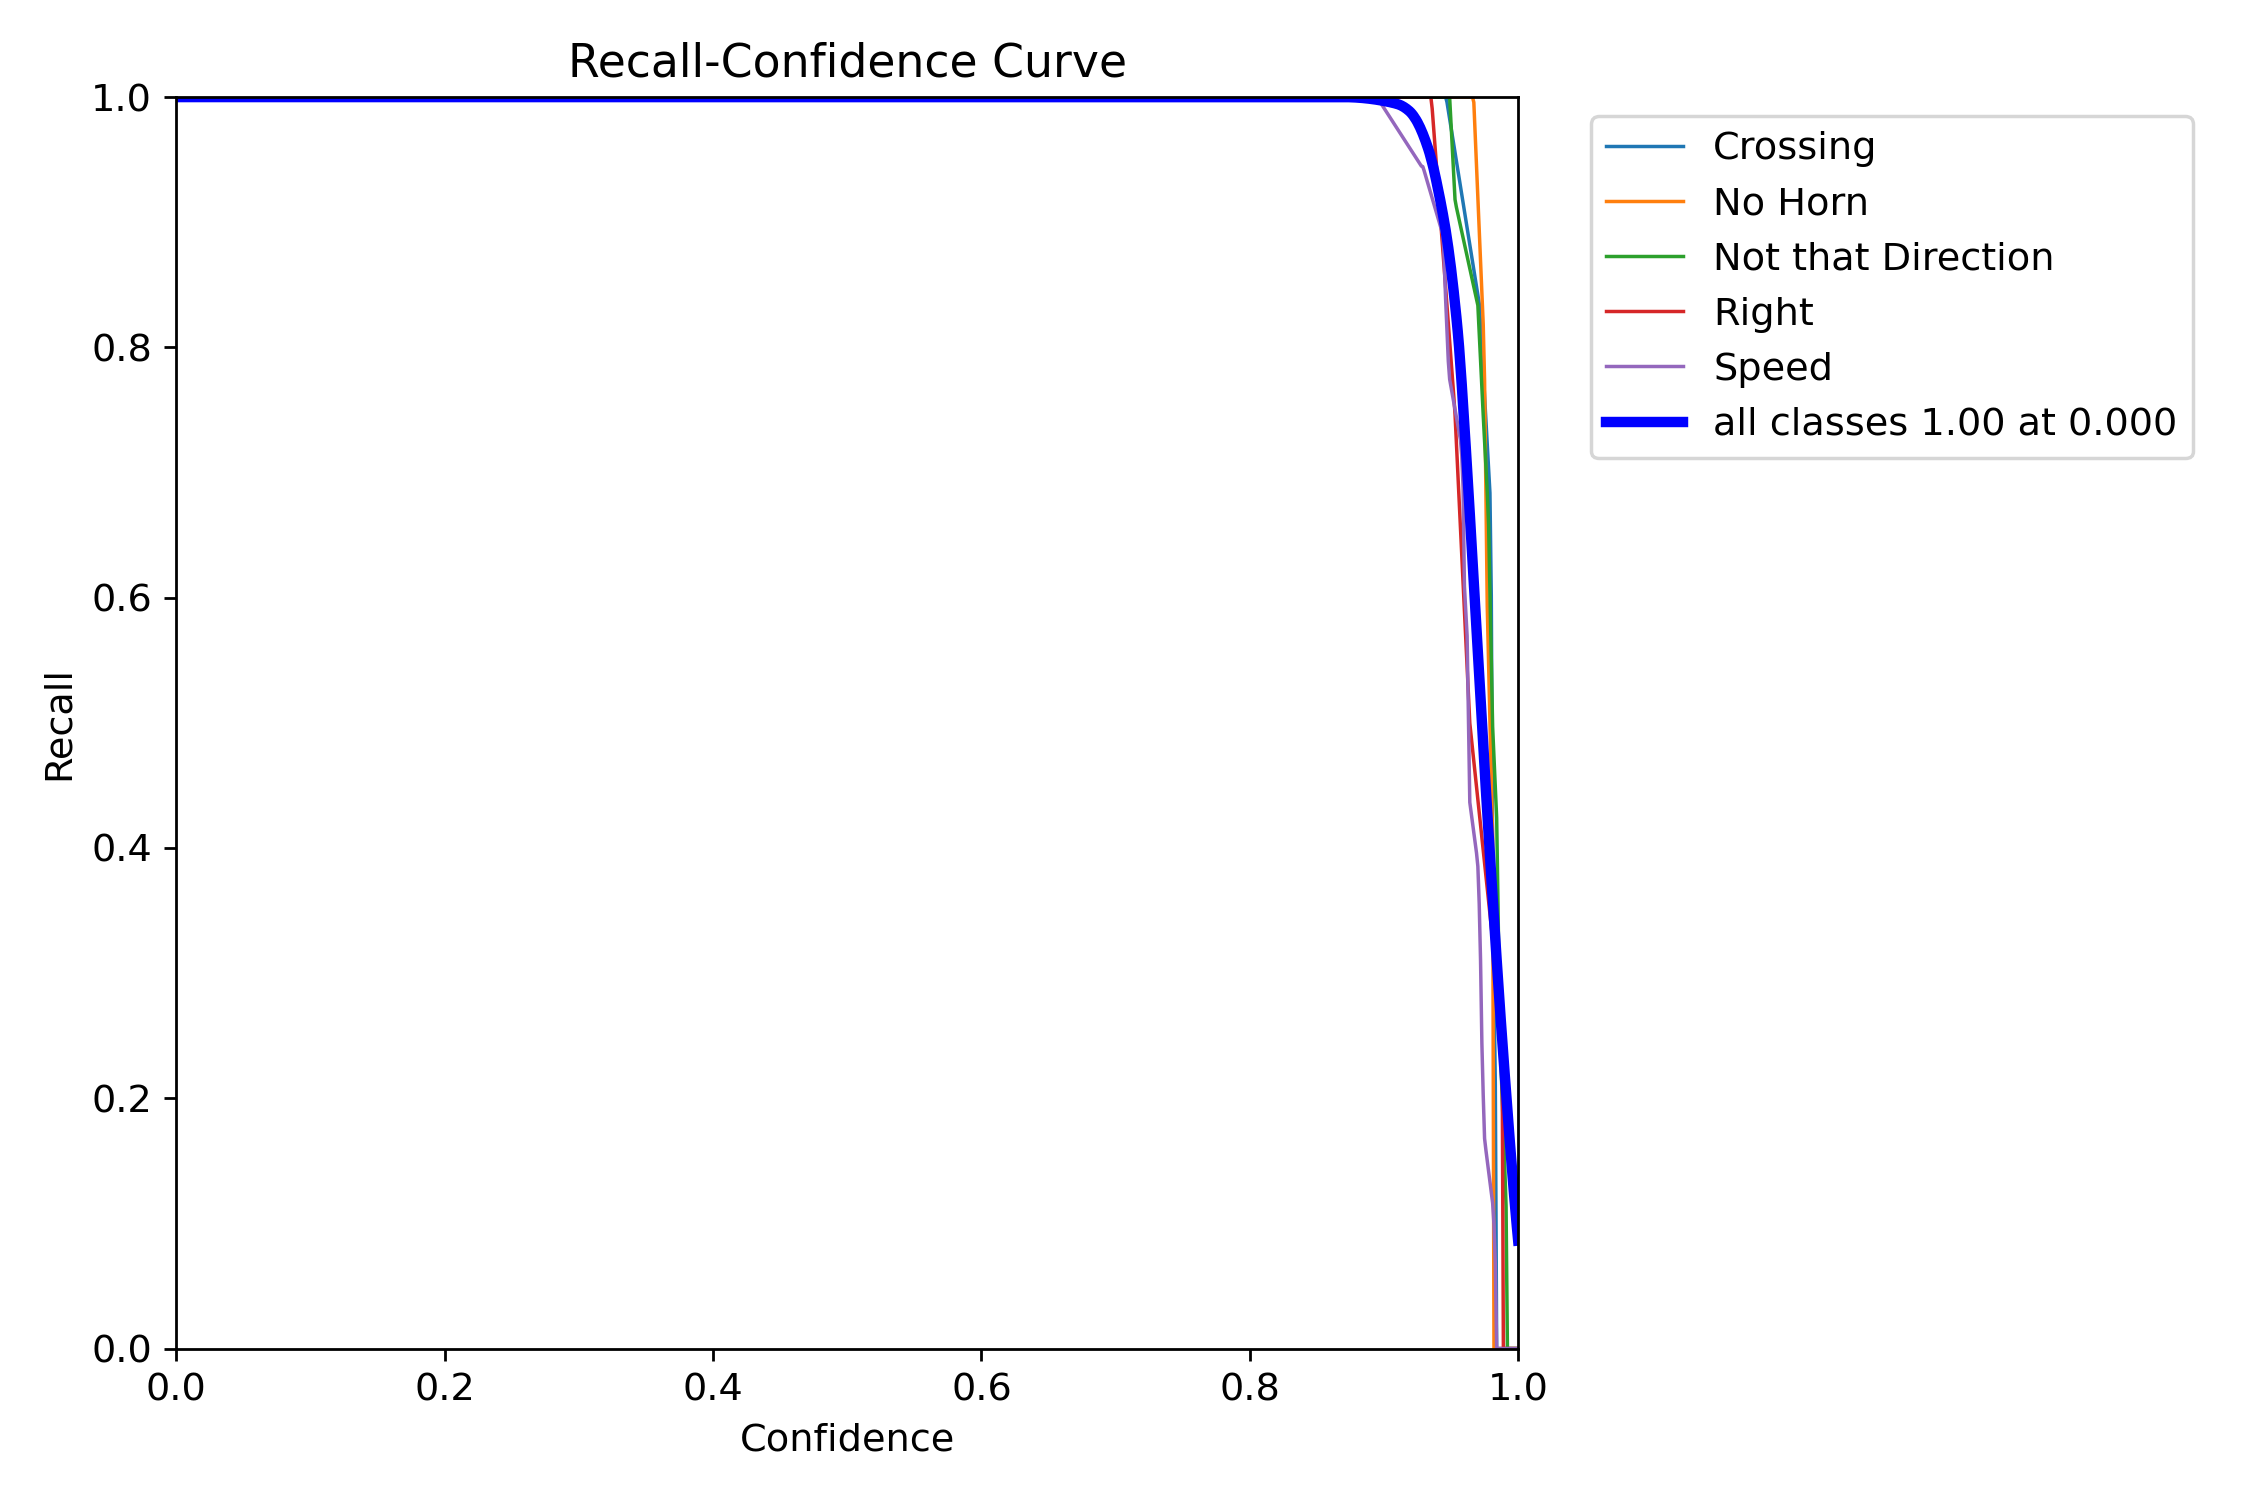 Recall-Confidence Curve
1.0
0.8
0.6
0.4
0.2
0.0
Recall
0.0 0.2 0.4 0.6 0.8 1.0
Confidence
Crossing
No Horn
Not that Direction
Right
Speed
all classes 1.00 at 0.000